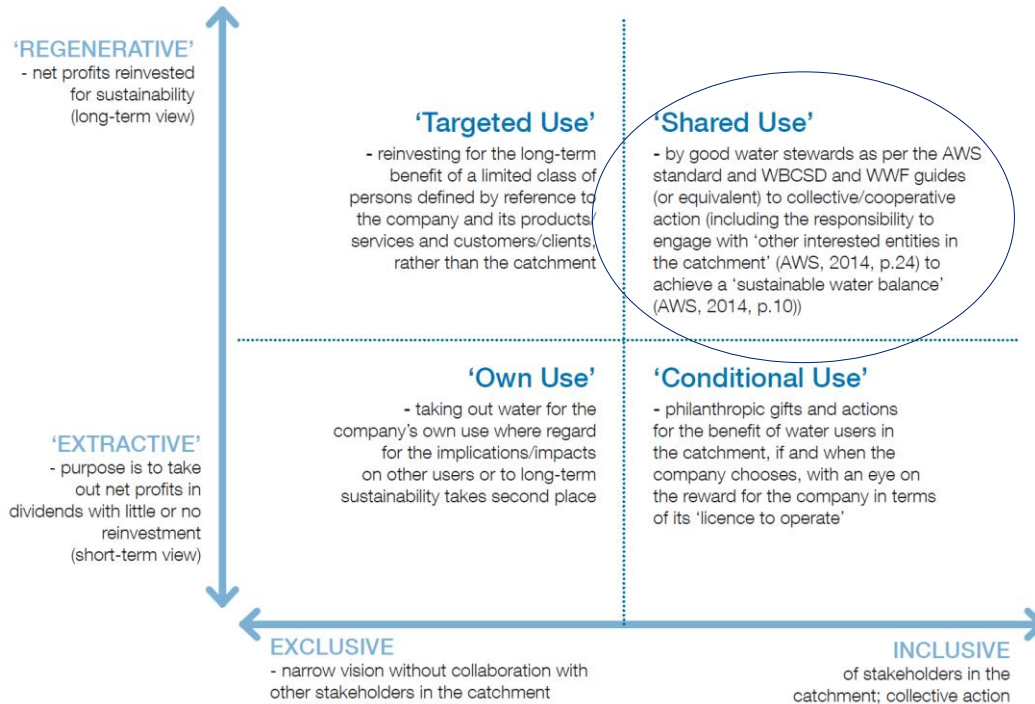 ‘REGENERATIVE’
- net profits reinvested
for sustainability
(long-term view)
‘Targeted Use’
- reinvesting for the long-term
benefit of a limited class of
persons defined by reference to
the company and its products/
services and customers/clients,
rather than the catchment
‘Shared Use’
- by good water stewards as per the AWS
standard and WBCSD and WWF guides
(or equivalent) to collective/cooperative
action (including the responsibility to
engage with ‘other interested entities in
the catchment’ (AWS, 2014, p.24) to
achieve a ‘sustainable water balance’
(AWS, 2014, p.10))
‘EXTRACTIVE’
- purpose is to take
out net profits in
dividends with little or no
reinvestment
(short-term view)
‘Own Use’
- taking out water for the
company’s own use where regard
for the implications/impacts
on other users or to long-term
sustainability takes second place
‘Conditional Use’
- philanthropic gifts and actions
for the benefit of water users in
the catchment, if and when the
company chooses, with an eye on
the reward for the company in terms
of its ‘licence to operate’
EXCLUSIVE
- narrow vision without collaboration with
other stakeholders in the catchment
INCLUSIVE
of stakeholders in the
catchment; collective action